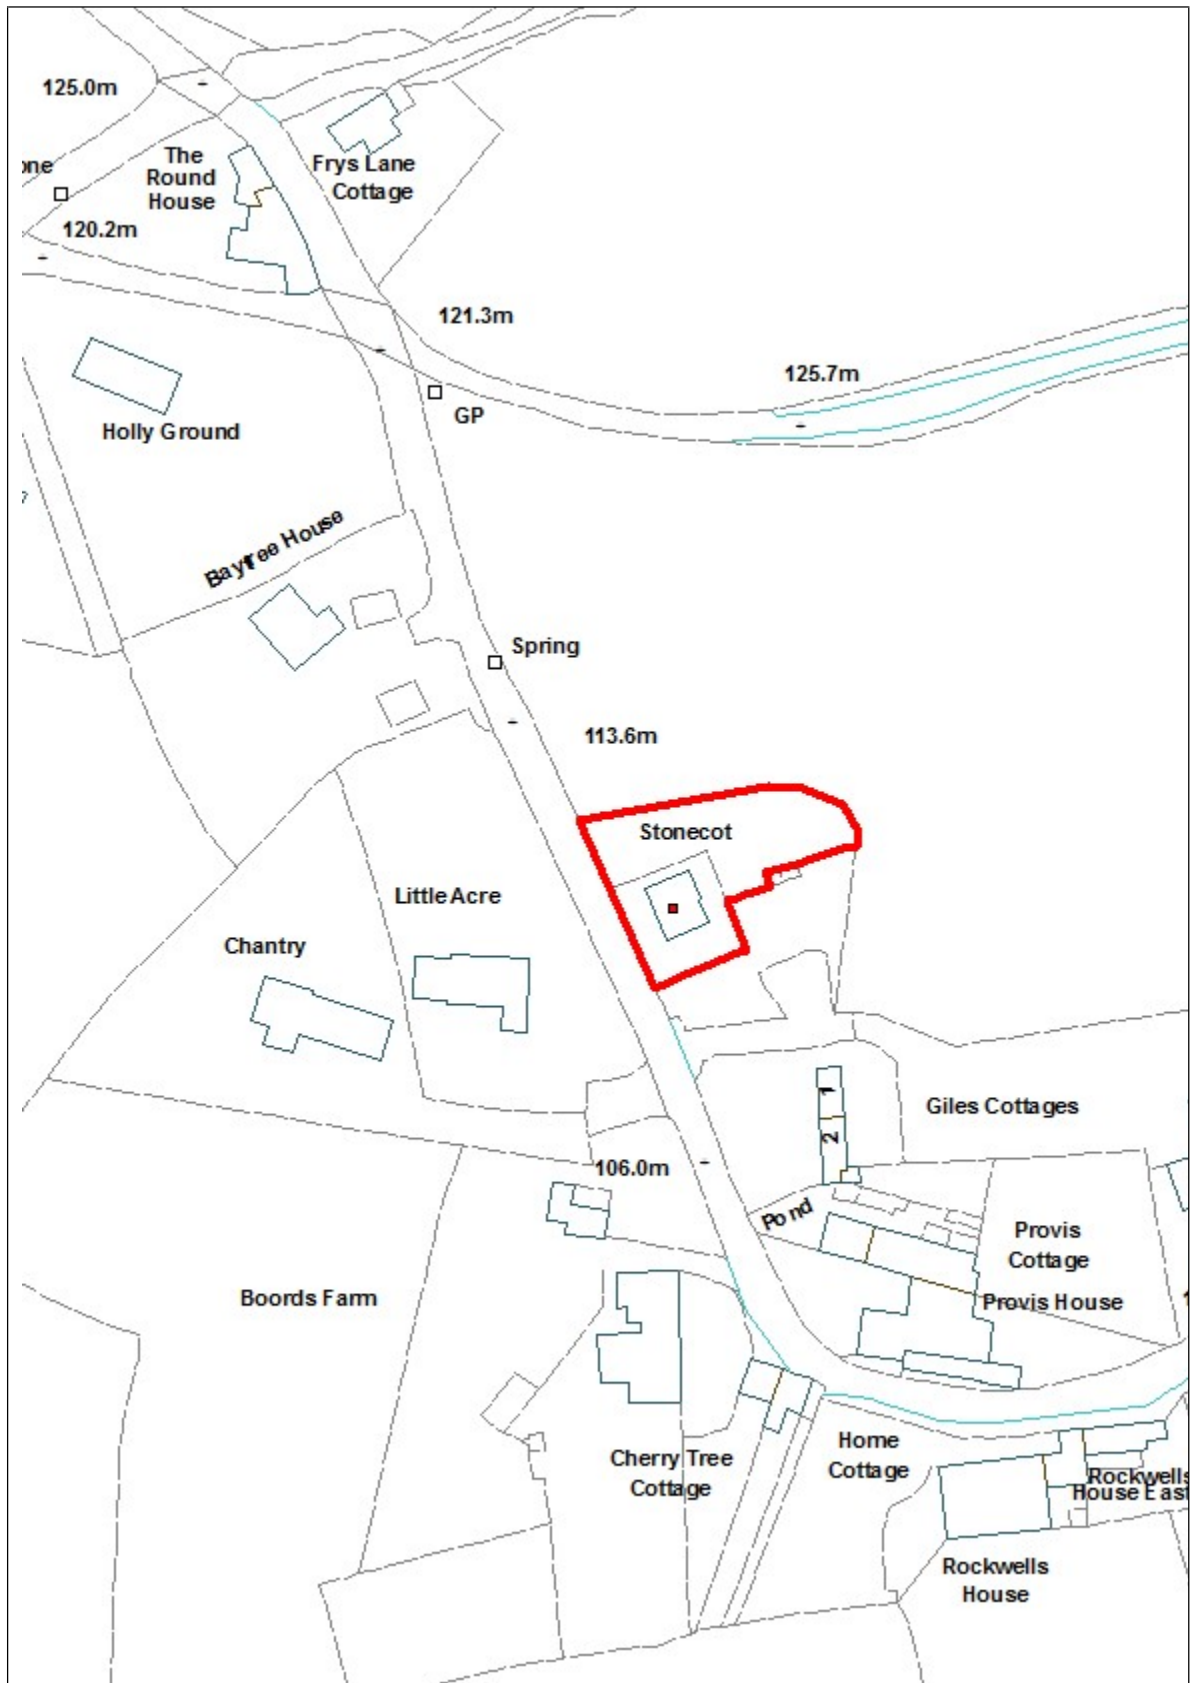 125.0m
The
Round
House
Frys Lane
Cottage
120.2m
121.3m
125.7m
GP
Holly Ground
Baytree House
Spring
113.6m
Stonecot
Little Acre
Chantry
1
2
Giles Cottages
106.0m
Pond
Provis
Cottage
Boords Farm
Provis House
Home
Cottage
Cherry Tree
Cottage
Rockwells
House East
Rockwells
House